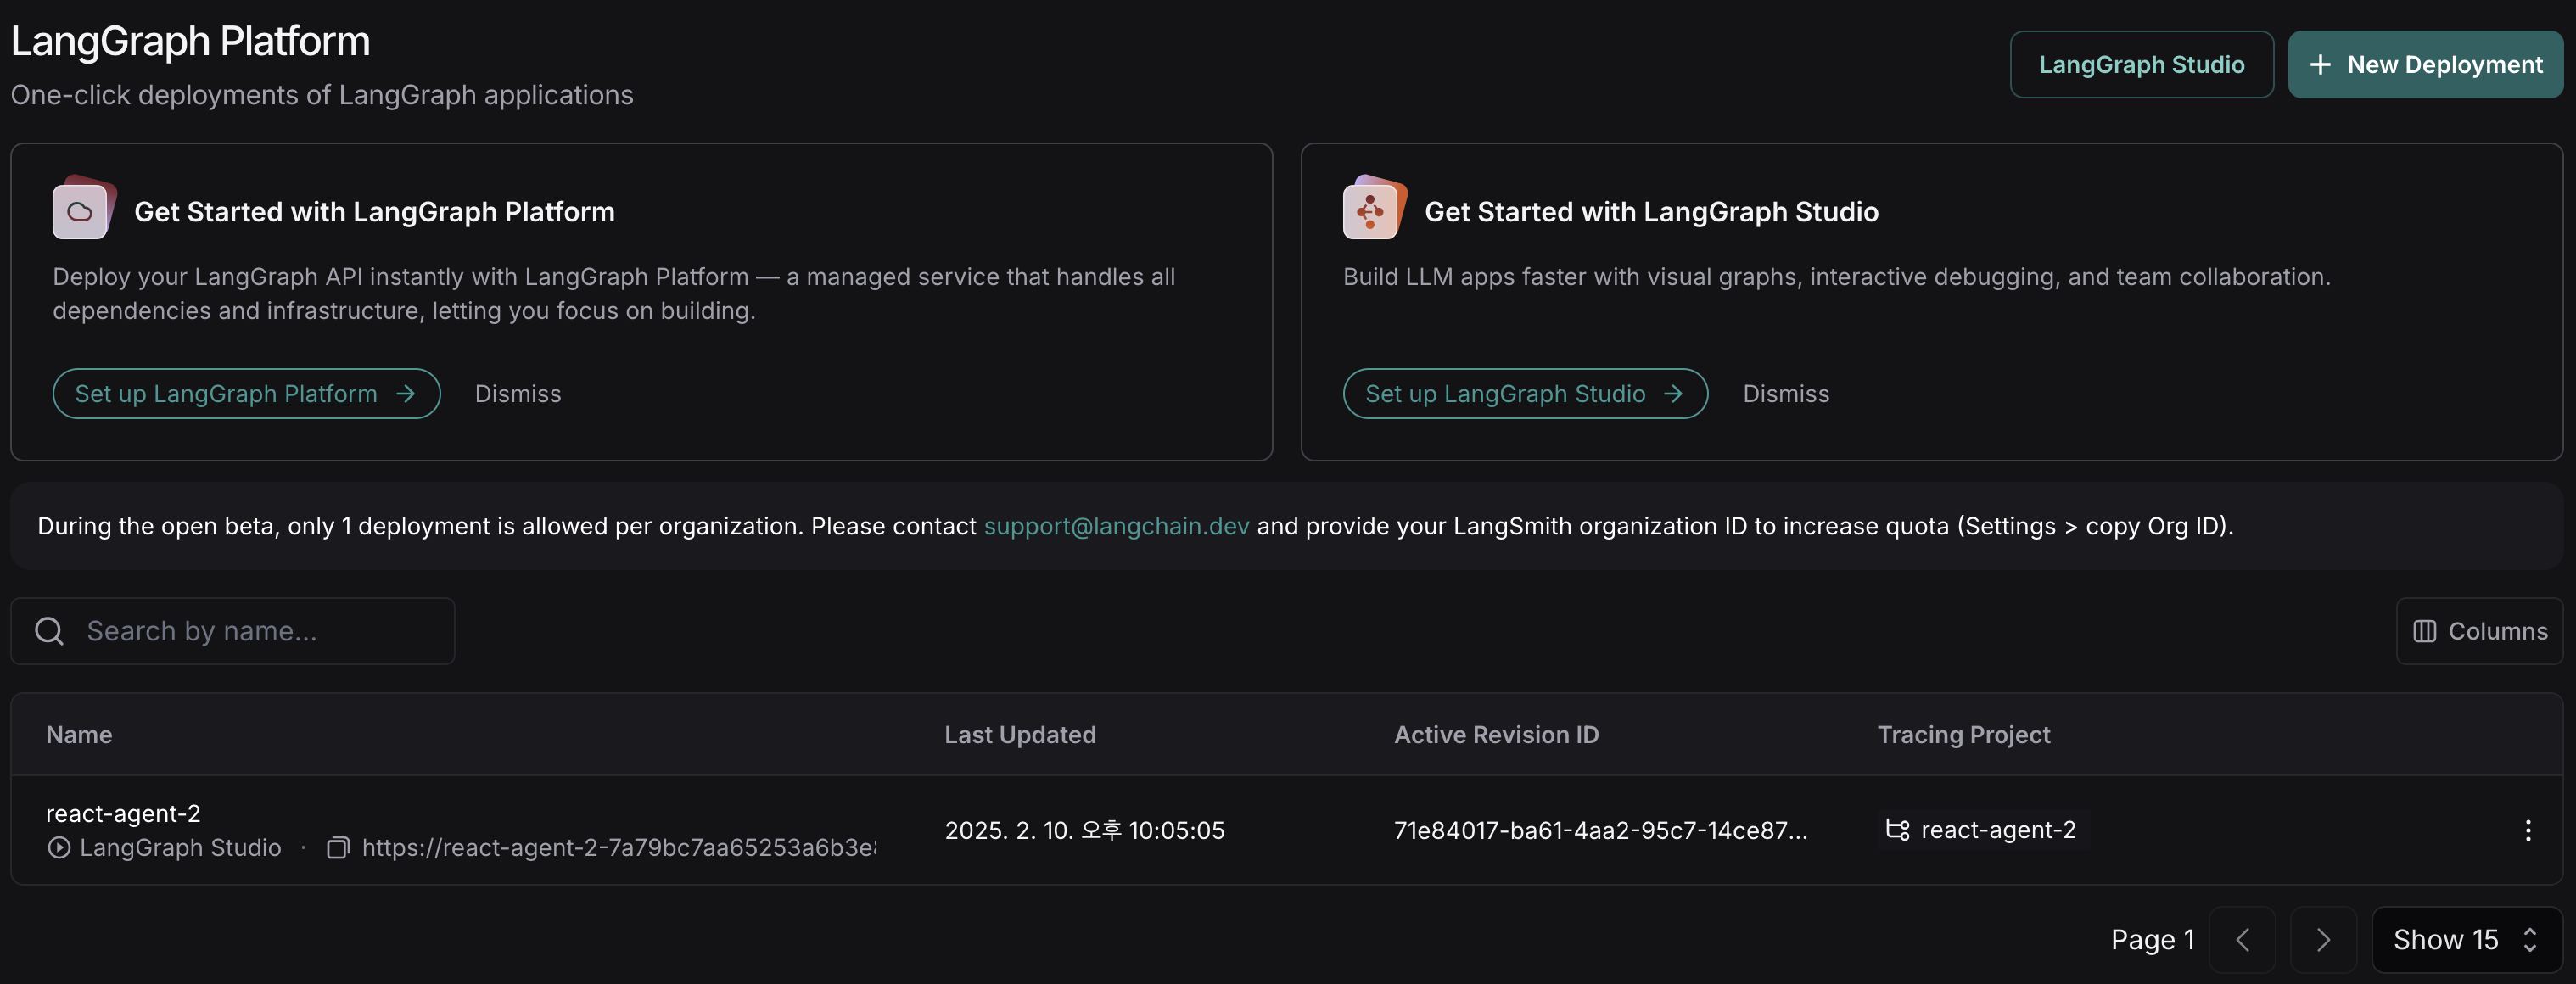 LangGraph Platform
One-click deployments of LangGraph applications
LangGraph Studio
New Deployment
Get Started with LangGraph Platform
Deploy your LangGraph API instantly with LangGraph Platform — a managed service that handles all
dependencies and infrastructure, letting you focus on building.
Set up LangGraph Platform
Dismiss
Get Started with LangGraph Studio
Build LLM apps faster with visual graphs, interactive debugging, and team collaboration.
Set up LangGraph Studio
Dismiss
During the open beta, only 1 deployment is allowed per organization. Please contact support@langchain.dev and provide your LangSmith organization ID to increase quota (Settings > copy Org ID).
Search by name...
Columns
Name Last Updated Active Revision ID Tracing Project
react-agent-2
LangGraph Studio · https://react-agent-2-7a79bc7aa65253a6b3e
2025. 2. 10. 오후 10:05:05
71e84017-ba61-4aa2-95c7-14ce87...
react-agent-2
Page 1
Show 15